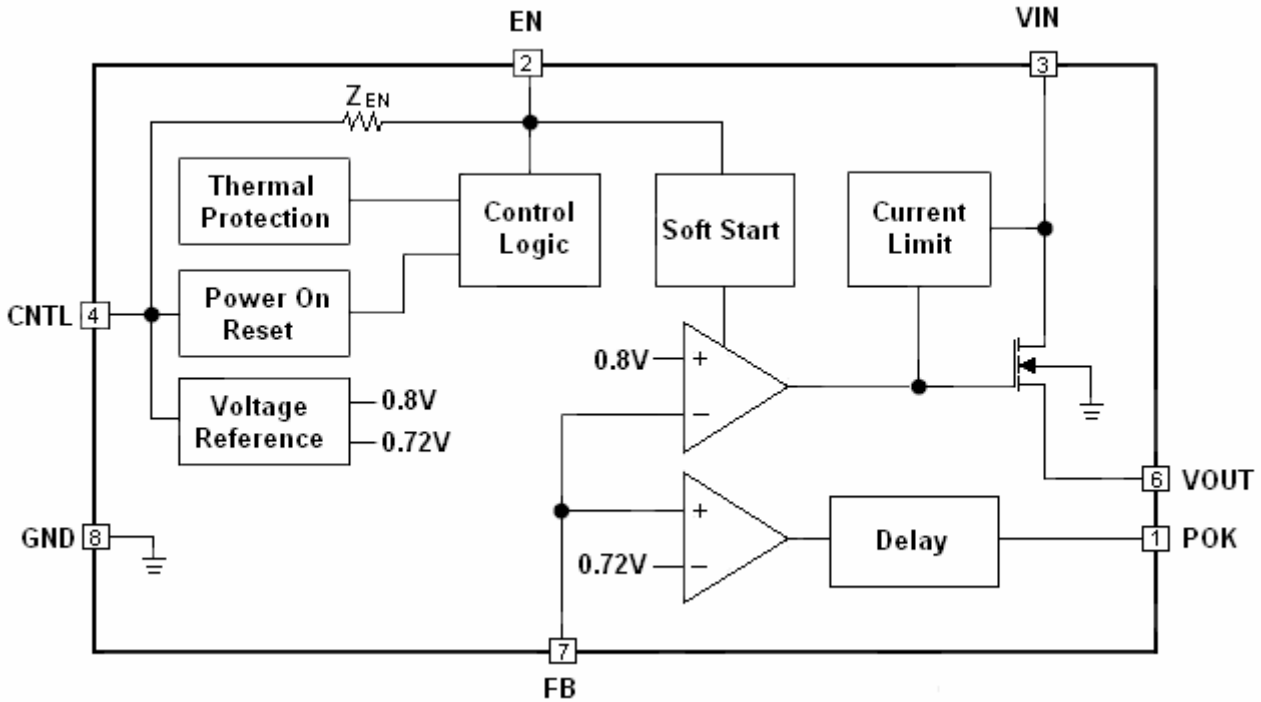 EN
VIN
2
3
ZEN
Thermal
Protection
Control
Logic
Soft Start
Current
Limit
CNTL
4
Power On
Reset
0.8V
+
Voltage
Reference
0.8V
0.72V
−
6
VOUT
GND
8
+
0.72V
−
Delay
1
POK
7
FB